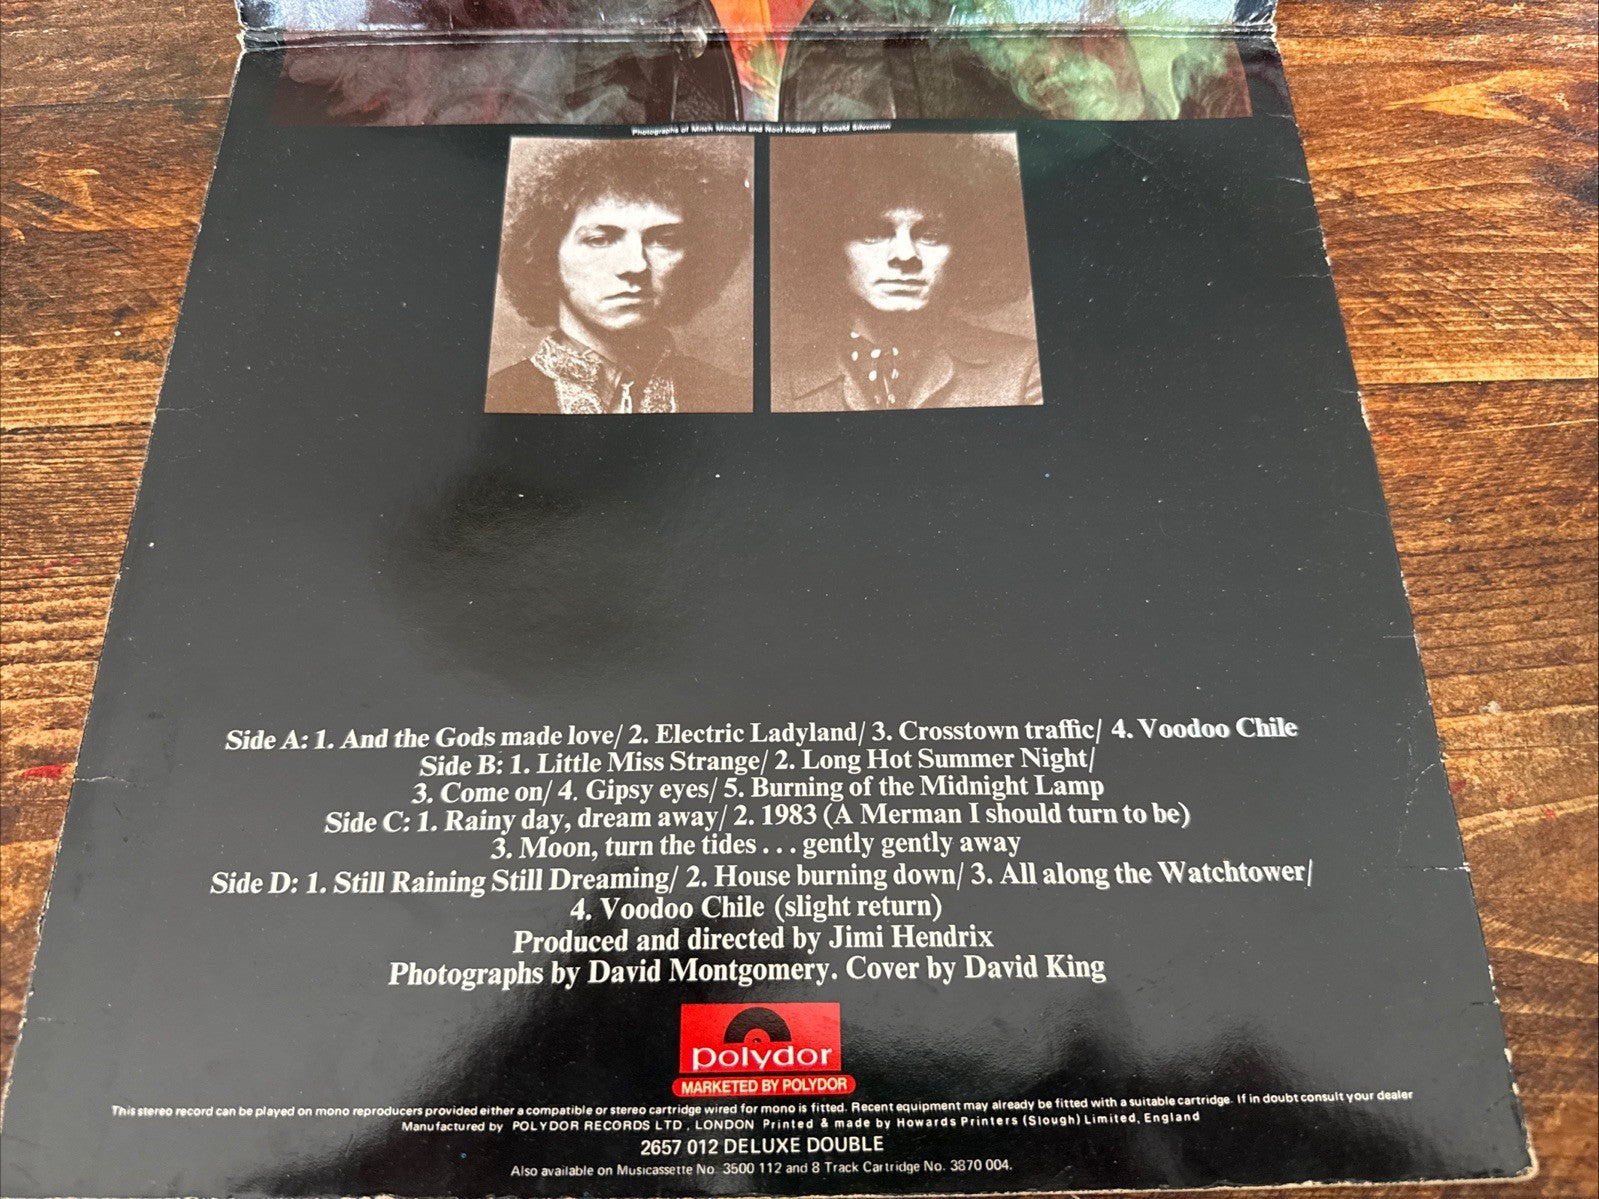 Photographs of Mitch Mitchell and Noel Redding: Donald Silverstein
Side A: 1. And the Gods made love/ 2. Electric Ladyland/ 3. Crosstown traffic/ 4. Voodoo Chile
Side B: 1. Little Miss Strange/ 2. Long Hot Summer Night/
3. Come on/ 4. Gipsy eyes/ 5. Burning of the Midnight Lamp
Side C: 1. Rainy day, dream away/ 2. 1983 (A Merman I should turn to be)
3. Moon, turn the tides . . . gently gently away
Side D: 1. Still Raining Still Dreaming/ 2. House burning down/ 3. All along the Watchtower/
4. Voodoo Chile (slight return)
Produced and directed by Jimi Hendrix
Photographs by David Montgomery. Cover by David King
polydor
MARKETED BY POLYDOR
This stereo record can be played on mono reproducers provided either a compatible or stereo cartridge wired for mono is fitted. Recent equipment may already be fitted with a suitable cartridge. If in doubt consult your dealer
Manufactured by POLYDOR RECORDS LTD., LONDON Printed & made by Howards Printers (Slough) Limited, England
2657 012 DELUXE DOUBLE
Also available on Musicassette No. 3500 112 and 8 Track Cartridge No. 3870 004.